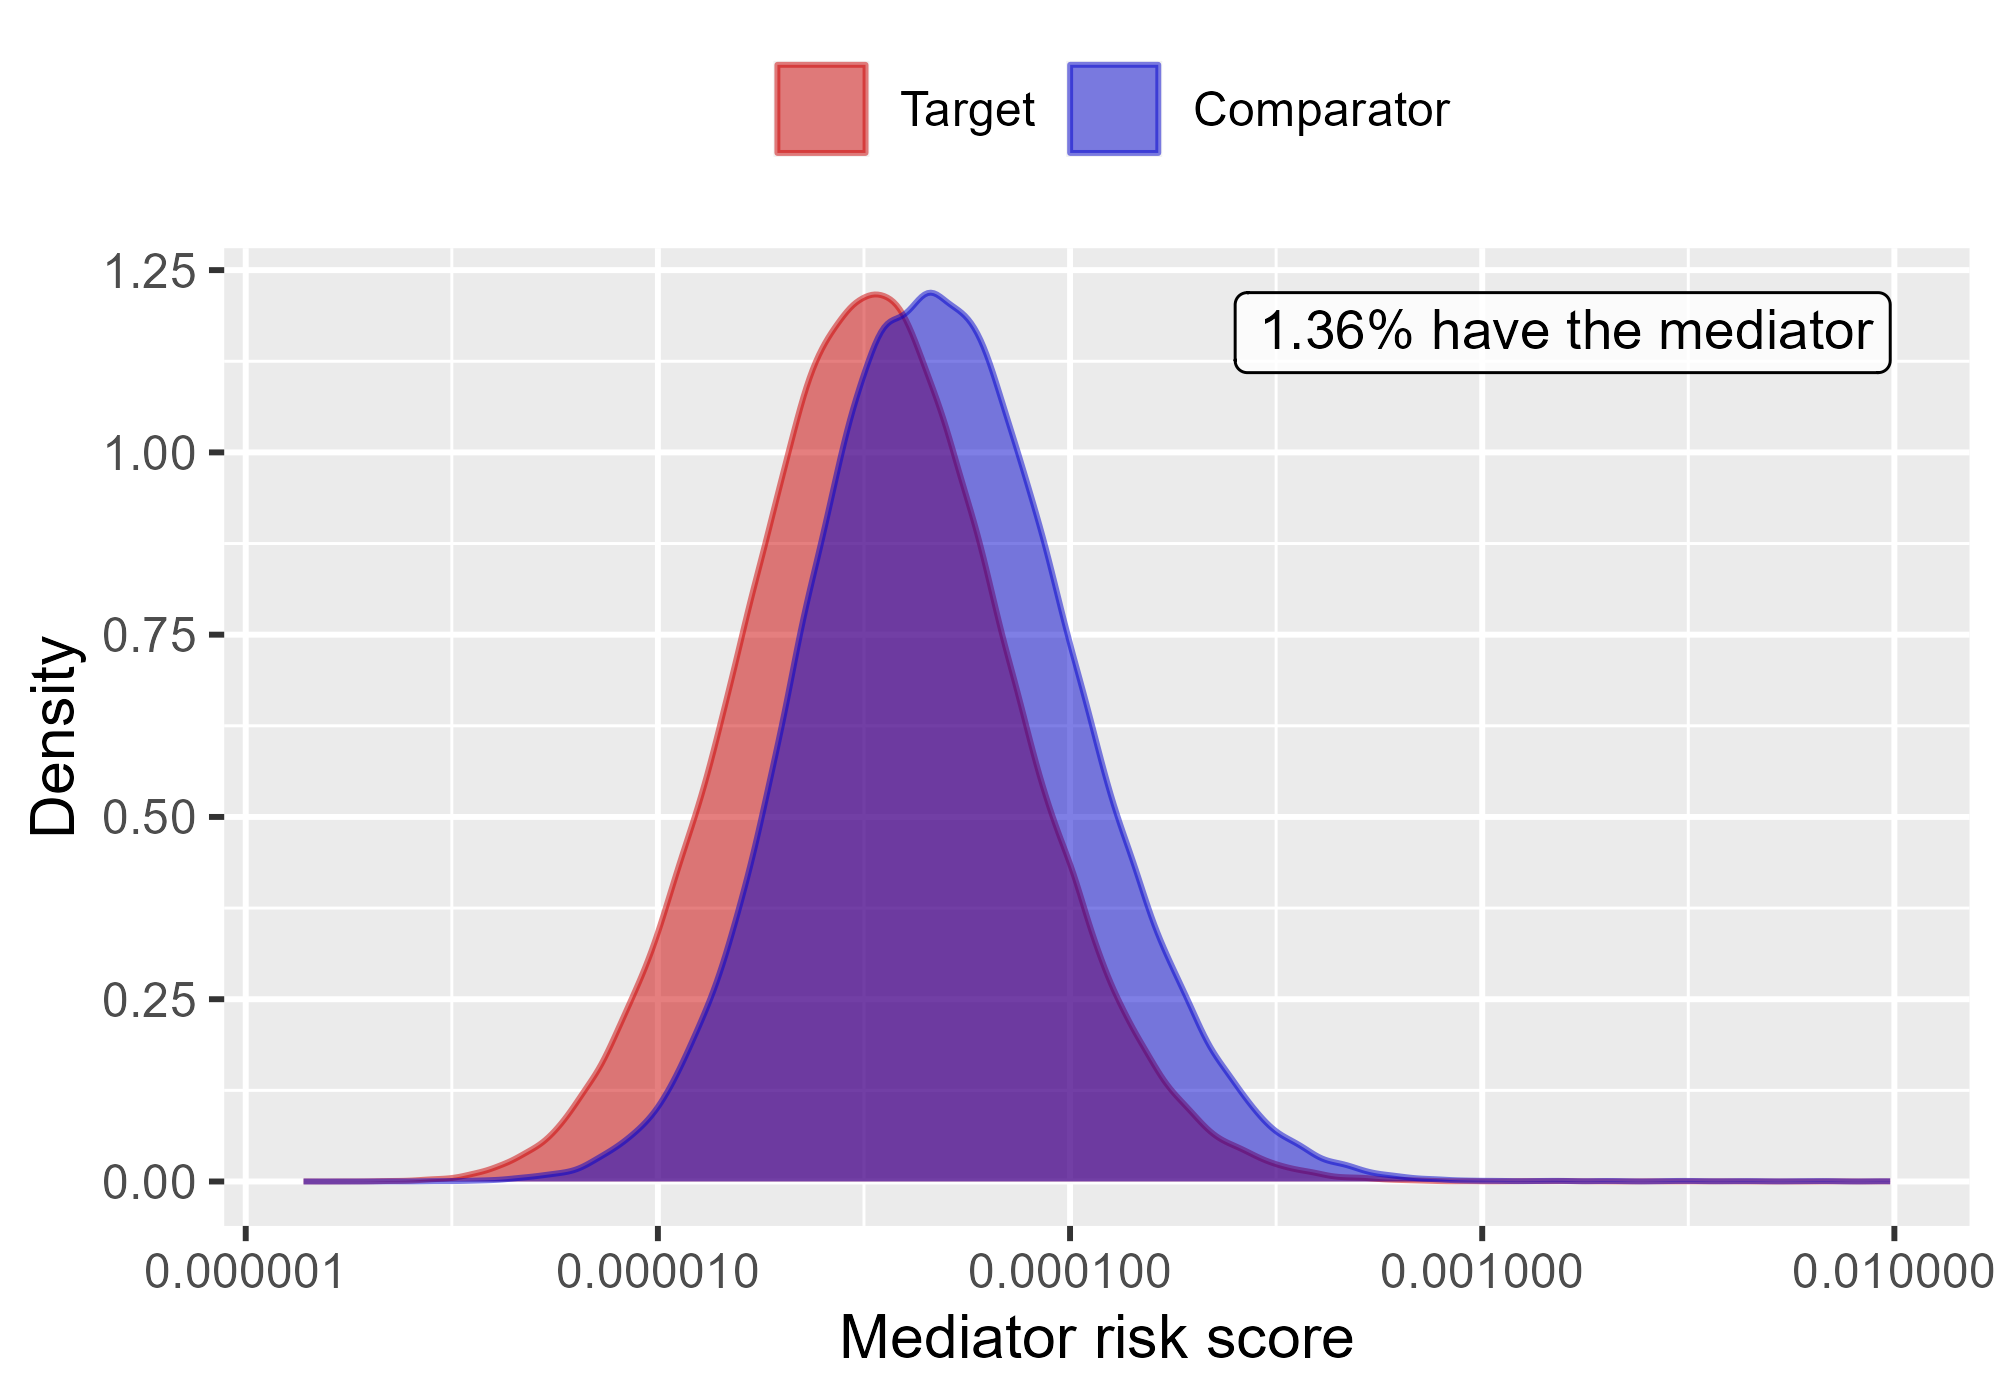 Target Comparator
1.36% have the mediator
1.25
1.00
0.75
0.50
0.25
0.00
Density
0.000001 0.000010 0.000100 0.001000 0.010000
Mediator risk score